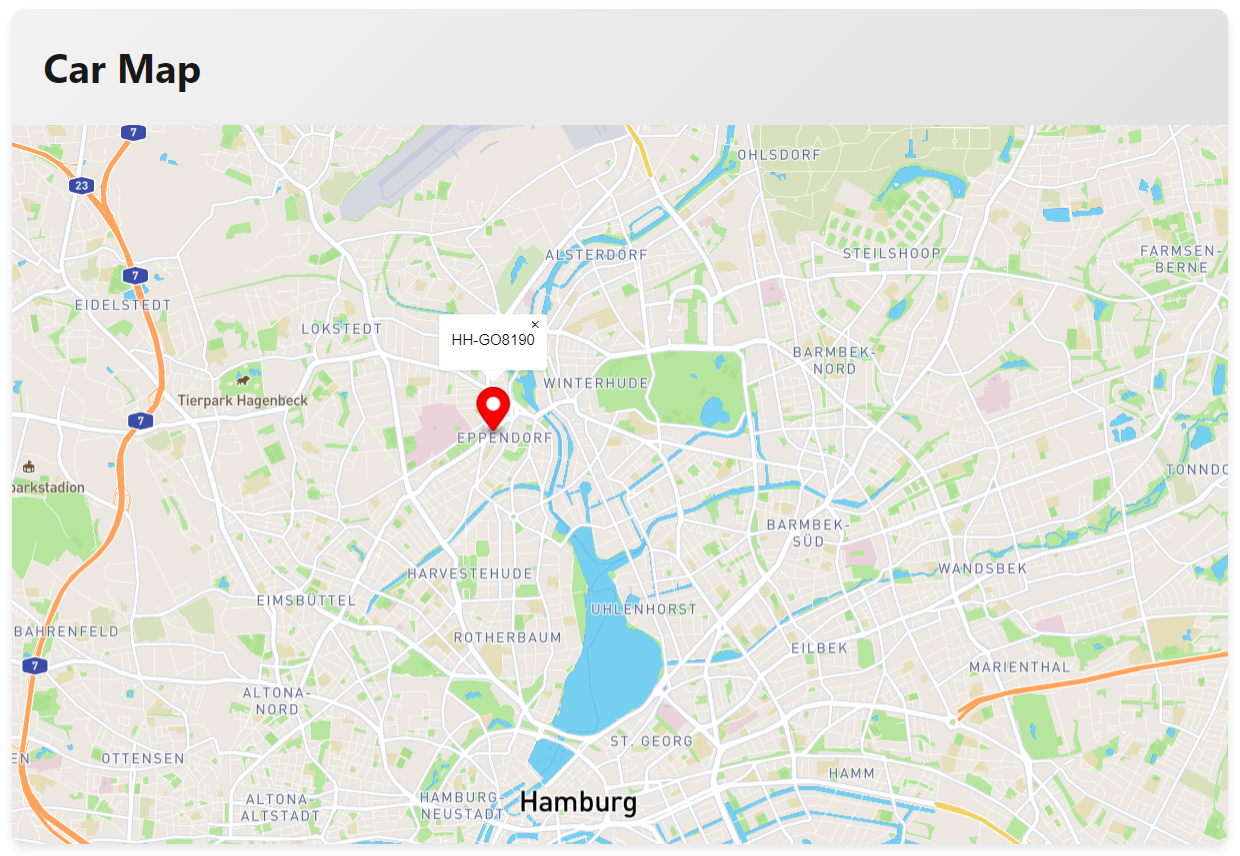 Car Map
7
OHLSDORF
23
ALSTERDORF
STEILSHOOP
FARMSEN-
BERNE
7
EIDELSTEDT
LOKSTEDT
×
HH-GO8190
BARMBEK-
NORD
WINTERHUDE
Tierpark Hagenbeck
7
EPPENDORF
TONNDO
parkstadion
BARMBEK-
SÜD
WANDSBEK
HARVESTEHUDE
EIMSBÜTTEL
UHLENHORST
BAHRENFELD
ROTHERBAUM
EILBEK
7
MARIENTHAL
ALTONA-
NORD
ST. GEORG
EN
OTTENSEN
HAMM
ALTONA-
ALTSTADT
HAMBURG-
NEUSTADT
Hamburg